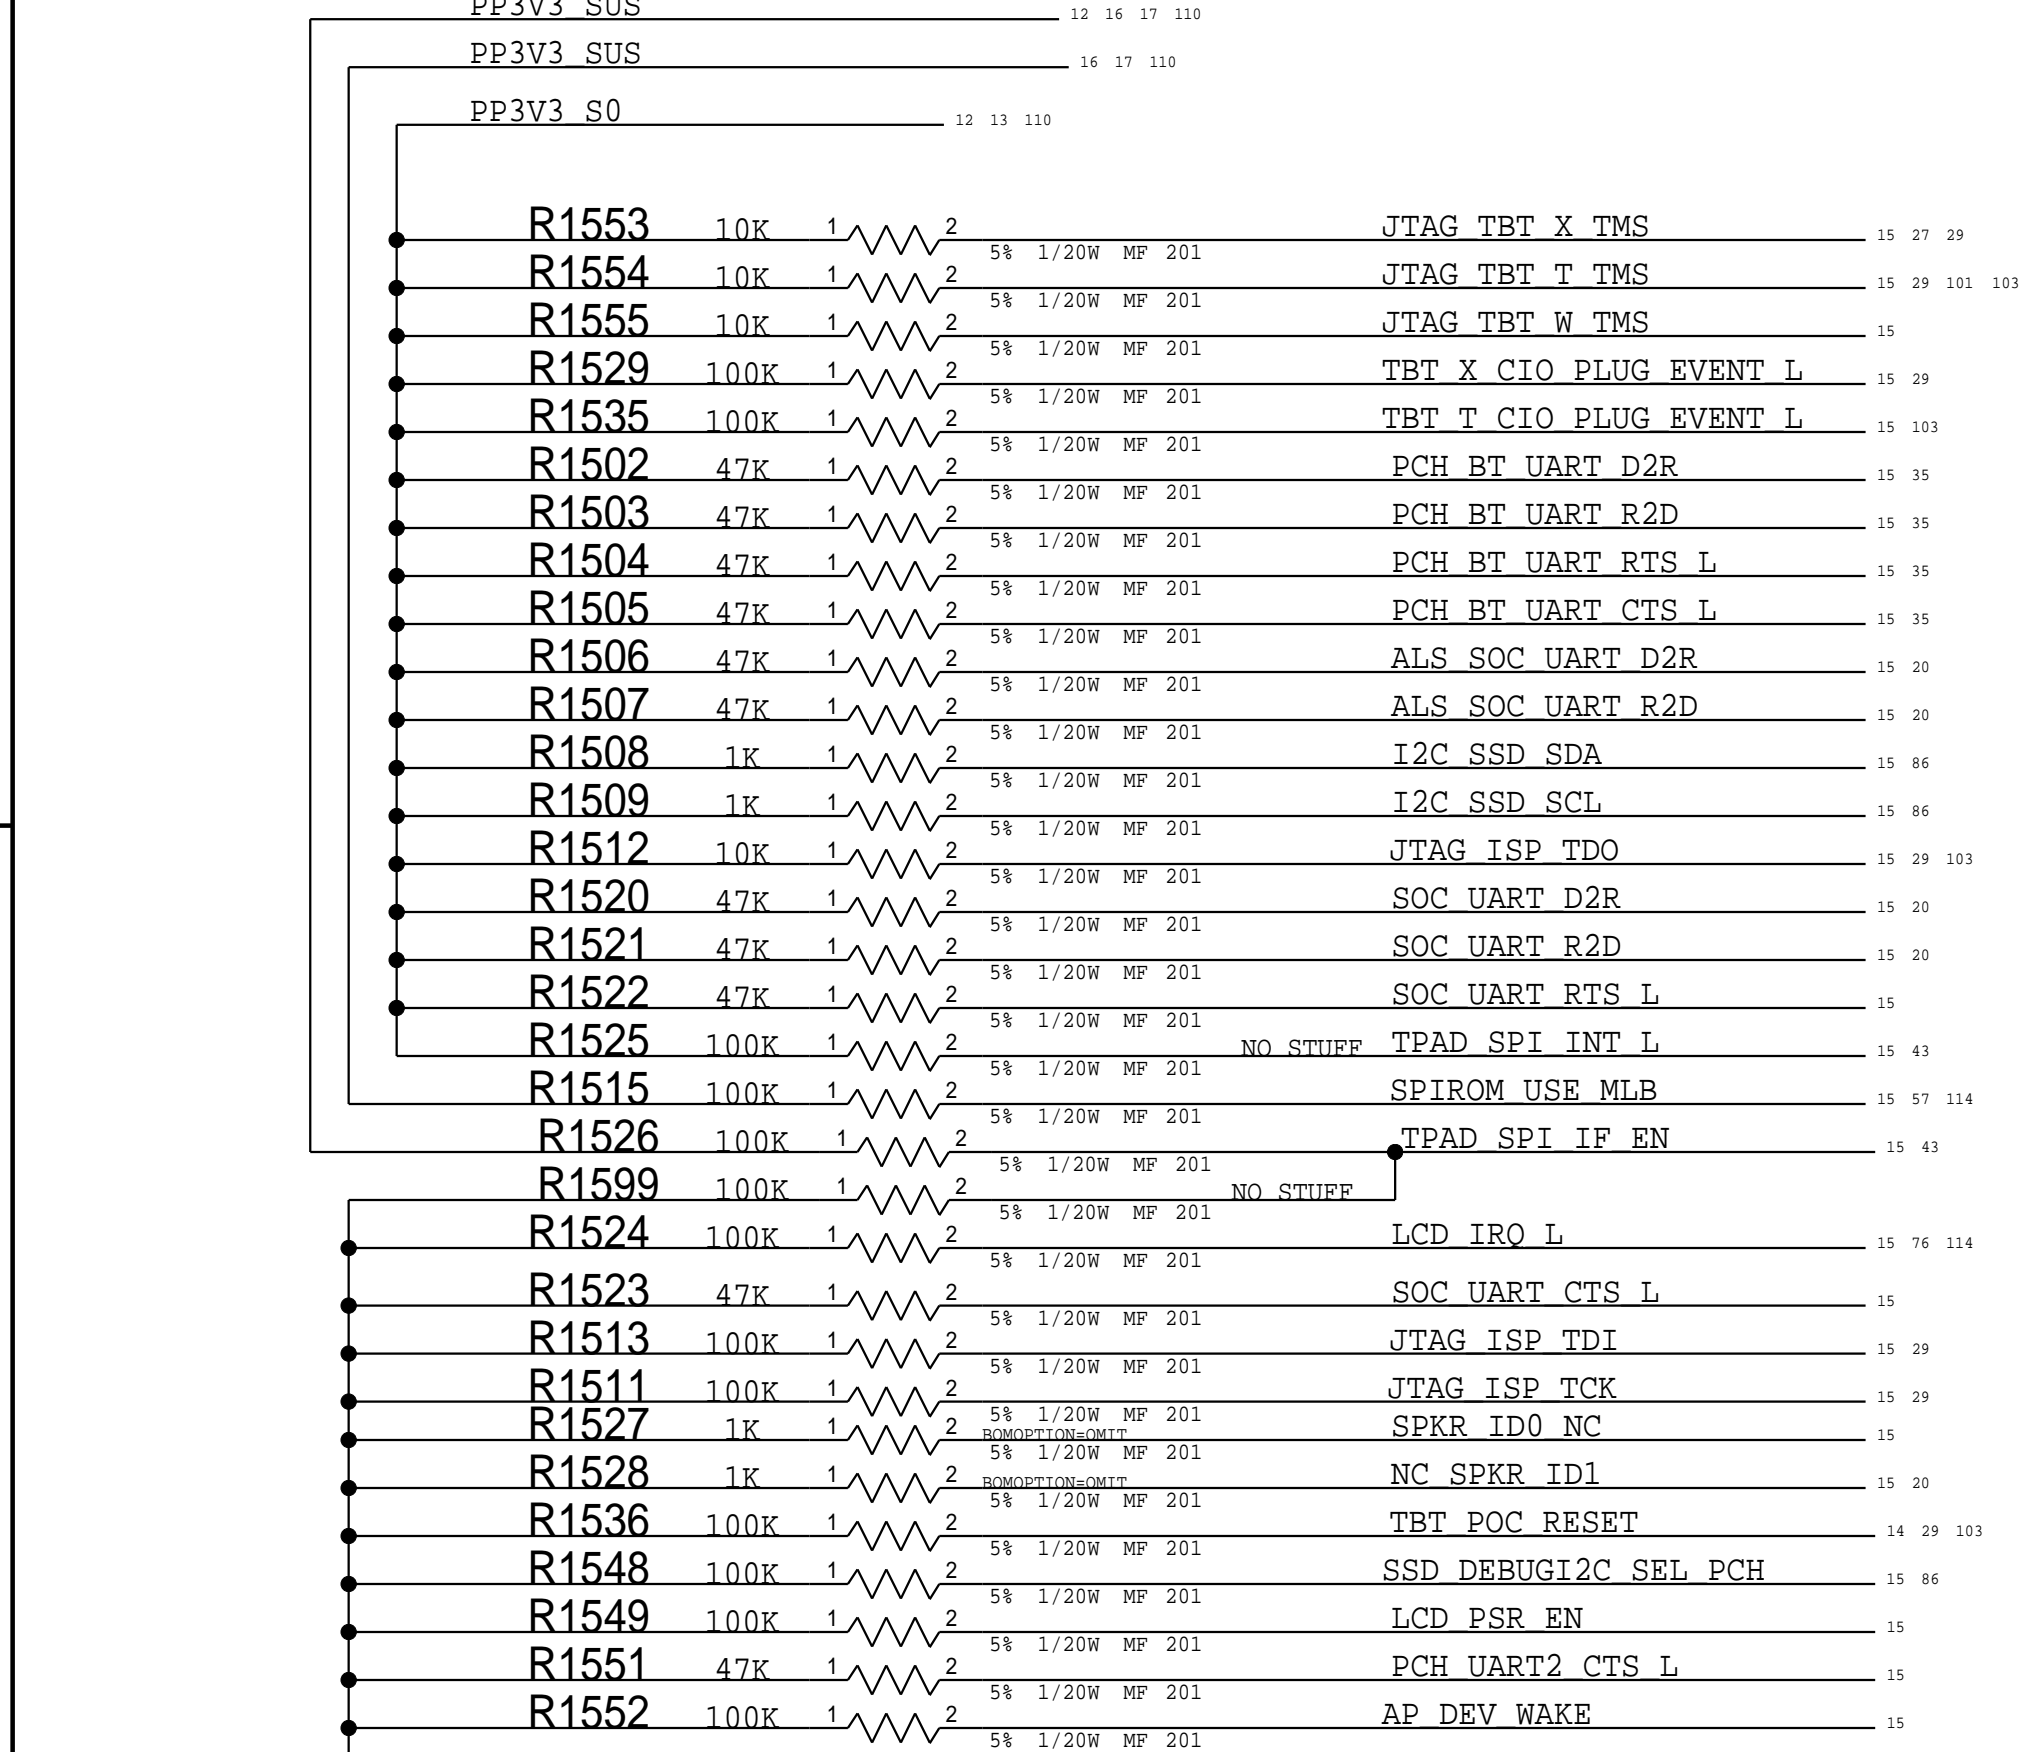 PP3V3_SUS 12 16 17 110
PP3V3_SUS 16 17 110
PP3V3_S0 12 13 110
R1553 10K 1 2 JTAG_TBT_X_TMS 15 27 29
5% 1/20W MF 201
R1554 10K 1 2 JTAG_TBT_T_TMS 15 29 101 103
5% 1/20W MF 201
R1555 10K 1 2 JTAG_TBT_W_TMS 15
5% 1/20W MF 201
R1529 100K 1 2 TBT_X_CIO_PLUG_EVENT_L 15 29
5% 1/20W MF 201
R1535 100K 1 2 TBT_T_CIO_PLUG_EVENT_L 15 103
5% 1/20W MF 201
R1502 47K 1 2 PCH_BT_UART_D2R 15 35
5% 1/20W MF 201
R1503 47K 1 2 PCH_BT_UART_R2D 15 35
5% 1/20W MF 201
R1504 47K 1 2 PCH_BT_UART_RTS_L 15 35
5% 1/20W MF 201
R1505 47K 1 2 PCH_BT_UART_CTS_L 15 35
5% 1/20W MF 201
R1506 47K 1 2 ALS_SOC_UART_D2R 15 20
5% 1/20W MF 201
R1507 47K 1 2 ALS_SOC_UART_R2D 15 20
5% 1/20W MF 201
R1508 1K 1 2 I2C_SSD_SDA 15 86
5% 1/20W MF 201
R1509 1K 1 2 I2C_SSD_SCL 15 86
5% 1/20W MF 201
R1512 10K 1 2 JTAG_ISP_TDO 15 29 103
5% 1/20W MF 201
R1520 47K 1 2 SOC_UART_D2R 15 20
5% 1/20W MF 201
R1521 47K 1 2 SOC_UART_R2D 15 20
5% 1/20W MF 201
R1522 47K 1 2 SOC_UART_RTS_L 15
5% 1/20W MF 201
R1525 100K 1 2 NO STUFF TPAD_SPI_INT_L 15 43
5% 1/20W MF 201
R1515 100K 1 2 SPIROM_USE_MLB 15 57 114
5% 1/20W MF 201
R1526 100K 1 2 TPAD_SPI_IF_EN 15 43
5% 1/20W MF 201
R1599 100K 1 2 NO STUFF
5% 1/20W MF 201
R1524 100K 1 2 LCD_IRQ_L 15 76 114
5% 1/20W MF 201
R1523 47K 1 2 SOC_UART_CTS_L 15
5% 1/20W MF 201
R1513 100K 1 2 JTAG_ISP_TDI 15 29
5% 1/20W MF 201
R1511 100K 1 2 JTAG_ISP_TCK 15 29
5% 1/20W MF 201
R1527 1K 1 2 BOMOPTION=OMIT SPKR_ID0_NC 15
5% 1/20W MF 201
R1528 1K 1 2 BOMOPTION=OMIT NC_SPKR_ID1 15 20
5% 1/20W MF 201
R1536 100K 1 2 TBT_POC_RESET 14 29 103
5% 1/20W MF 201
R1548 100K 1 2 SSD_DEBUGI2C_SEL_PCH 15 86
5% 1/20W MF 201
R1549 100K 1 2 LCD_PSR_EN 15
5% 1/20W MF 201
R1551 47K 1 2 PCH_UART2_CTS_L 15
5% 1/20W MF 201
R1552 100K 1 2 AP_DEV_WAKE 15
5% 1/20W MF 201